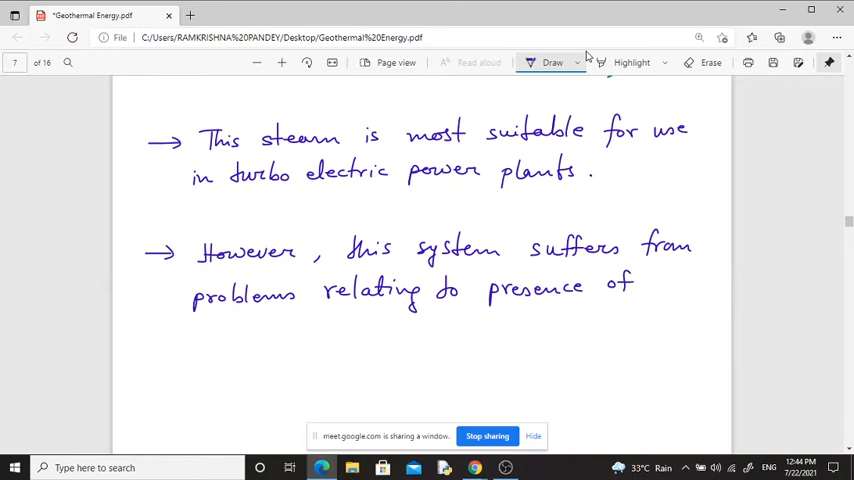 *Geothermal Energy.pdf
File C:/Users/RAMKRISHNA%20PANDEY/Desktop/Geothermal%20Energy.pdf
7 of 16 Page view Read aloud Draw Highlight Erase
→ This steam is most suitable for use
in turbo electric power plants.
→ However, this system suffers from
problems relating to presence of
meet.google.com is sharing a window. Stop sharing Hide
Type here to search 33°C Rain ENG 12:44 PM
7/22/2021